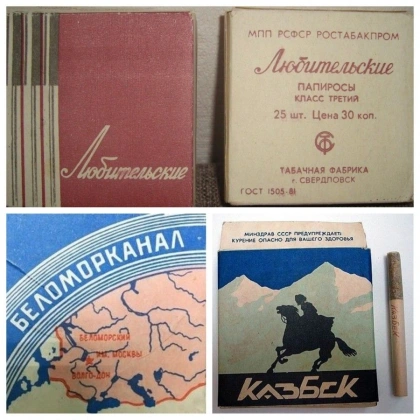 Любительские
МПП РСФСР РОСТАБАКПРОМ
Любительские
ПАПИРОСЫ
КЛАСС ТРЕТИЙ
25 шт. Цена 30 коп.
ТАБАЧНАЯ ФАБРИКА
г. СВЕРДЛОВСК
ГОСТ 1505-81
БЕЛОМОРКАНАЛ
БЕЛОМОРСКИЙ
ИМ. МОСКВЫ
ВОЛГО-ДОН
МИНЗДРАВ СССР ПРЕДУПРЕЖДАЕТ:
КУРЕНИЕ ОПАСНО ДЛЯ ВАШЕГО ЗДОРОВЬЯ
КАЗБЕК